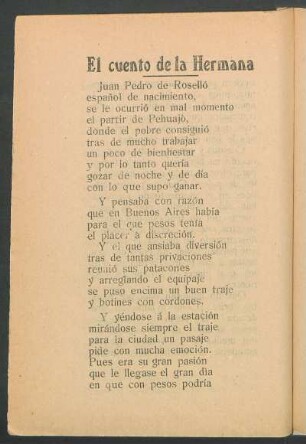 El cuento de la Hermana
Juan Pedro de Roselló
español de nacimiento,
se le ocurrió en mal momento
el partir de Pehuajó,
donde el pobre consiguió
tras de mucho trabajar
un poco de bienhestar
y por lo tanto quería
gozar de noche y de día
con lo que supo ganar.
Y pensaba con razón
que en Buenos Aires había
para el que pesos tenía
el placer à discreción.
Y el que ansiaba diversión
tras de tantas privaciones
reunió sus patacones
y arreglando el equipaje
se puso encima un buen traje
y botines con cordones.
Y yéndose á la estación
mirándose siempre el traje
para la ciudad un pasaje
pide con mucha emoción.
Pues era su gran pasión
que le llegase el gran día
en que con pesos podría